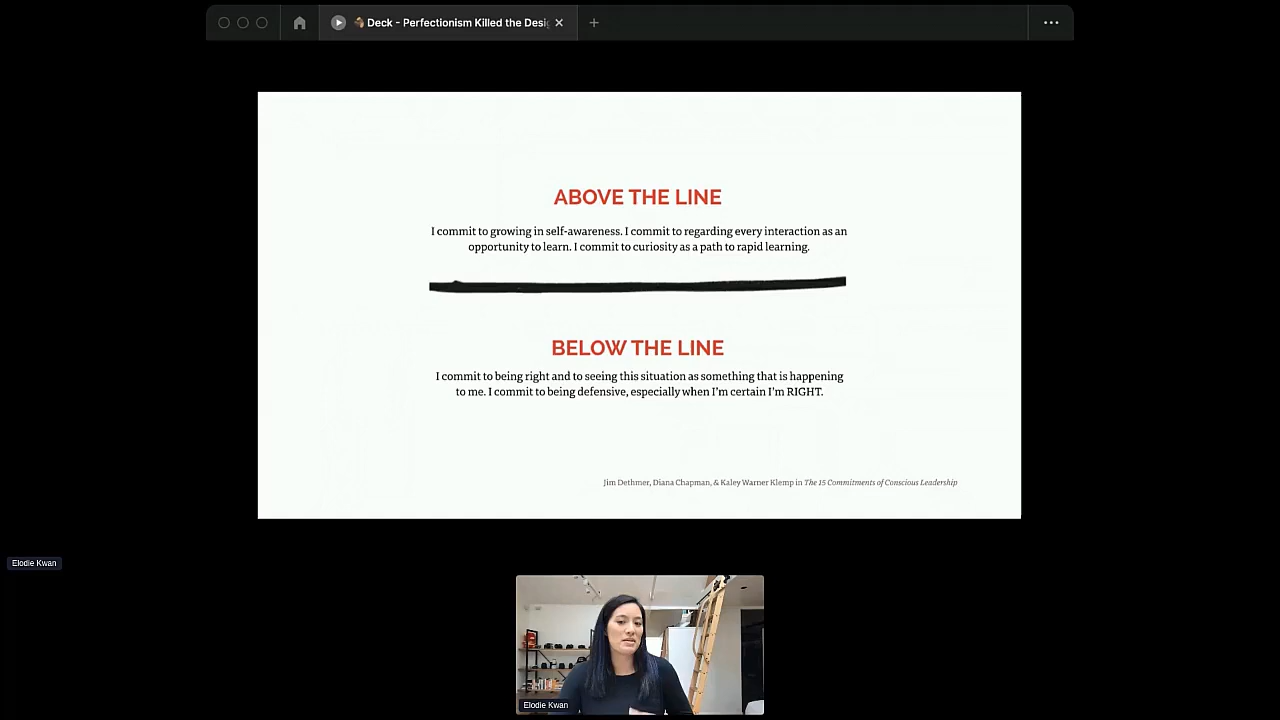 Deck - Perfectionism Killed the Desi
ABOVE THE LINE
I commit to growing in self-awareness. I commit to regarding every interaction as an
opportunity to learn. I commit to curiosity as a path to rapid learning.
BELOW THE LINE
I commit to being right and to seeing this situation as something that is happening
to me. I commit to being defensive, especially when I'm certain I'm RIGHT.
Jim Dethmer, Diana Chapman, & Kaley Warner Klemp in The 15 Commitments of Conscious Leadership
Elodie Kwan
Elodie Kwan